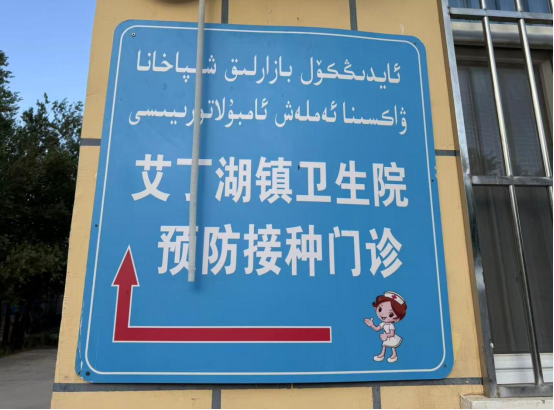 ئايدىڭكۆل بازارلىق شىپاخانا
ۋاكسىنا ئەملەش ئامبۇلاتورىيىسى
艾丁湖镇卫生院
预防接种门诊